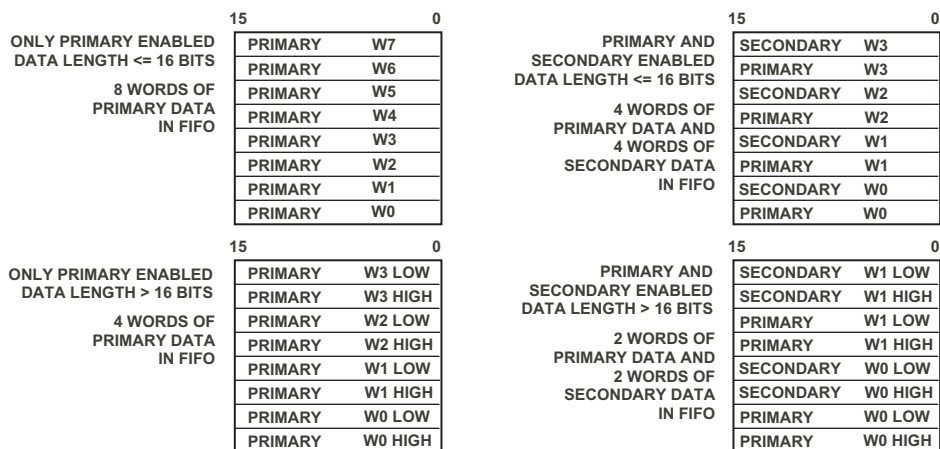 15 0
ONLY PRIMARY ENABLED
DATA LENGTH <= 16 BITS
8 WORDS OF
PRIMARY DATA
IN FIFO
PRIMARY W7
PRIMARY W6
PRIMARY W5
PRIMARY W4
PRIMARY W3
PRIMARY W2
PRIMARY W1
PRIMARY W0
15 0
PRIMARY AND
SECONDARY ENABLED
DATA LENGTH <= 16 BITS
4 WORDS OF
PRIMARY DATA AND
4 WORDS OF
SECONDARY DATA
IN FIFO
SECONDARY W3
PRIMARY W3
SECONDARY W2
PRIMARY W2
SECONDARY W1
PRIMARY W1
SECONDARY W0
PRIMARY W0
15 0
ONLY PRIMARY ENABLED
DATA LENGTH > 16 BITS
4 WORDS OF
PRIMARY DATA
IN FIFO
PRIMARY W3 LOW
PRIMARY W3 HIGH
PRIMARY W2 LOW
PRIMARY W2 HIGH
PRIMARY W1 LOW
PRIMARY W1 HIGH
PRIMARY W0 LOW
PRIMARY W0 HIGH
15 0
PRIMARY AND
SECONDARY ENABLED
DATA LENGTH > 16 BITS
2 WORDS OF
PRIMARY DATA AND
2 WORDS OF
SECONDARY DATA
IN FIFO
SECONDARY W1 LOW
SECONDARY W1 HIGH
PRIMARY W1 LOW
PRIMARY W1 HIGH
SECONDARY W0 LOW
SECONDARY W0 HIGH
PRIMARY W0 LOW
PRIMARY W0 HIGH